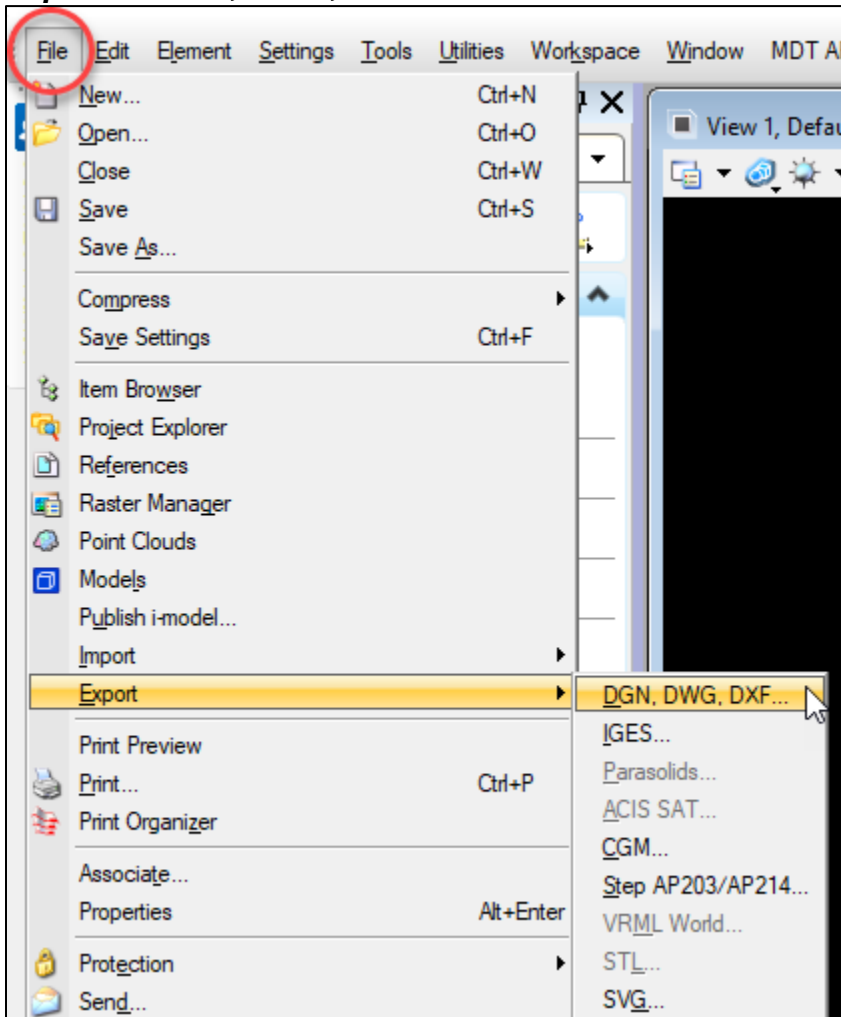 File Edit Element Settings Tools Utilities Workspace Window MDT
New... Ctrl+N
Open... Ctrl+O
Close Ctrl+W
Save Ctrl+S
Save As...
Compress
Save Settings Ctrl+F
Item Browser
Project Explorer
References
Raster Manager
Point Clouds
Models
Publish i-model...
Import
Export
Print Preview
Print... Ctrl+P
Print Organizer
Associate...
Properties Alt+Enter
Protection
Send...
View 1,
DGN, DWG, DXF...
IGES...
Parasolids...
ACIS SAT...
CGM...
Step AP203/AP214...
VRML World...
STL...
SVG...